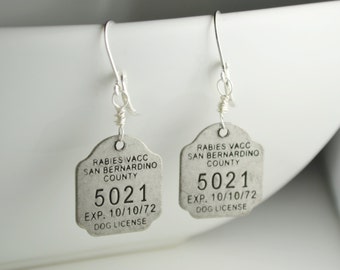 RABIES VACC
SAN BERNARDINO
COUNTY
5021
EXP. 10/10/72
DOG LICENSE
RABIES VACC
SAN BERNARDINO
COUNTY
5021
EXP. 10/10/72
DOG LICENSE